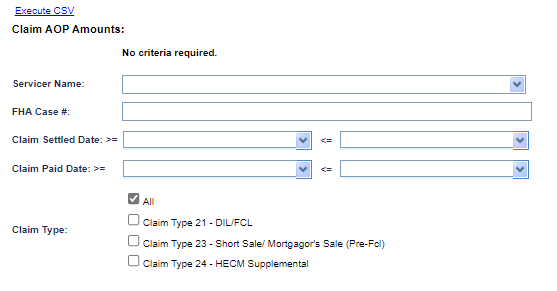 Execute CSV
Claim AOP Amounts:
No criteria required.
Servicer Name:
FHA Case #:
Claim Settled Date: >= <=
Claim Paid Date: >= <=
Claim Type:
All
Claim Type 21 - DIL/FCL
Claim Type 23 - Short Sale/ Mortgagor's Sale (Pre-Fcl)
Claim Type 24 - HECM Supplemental